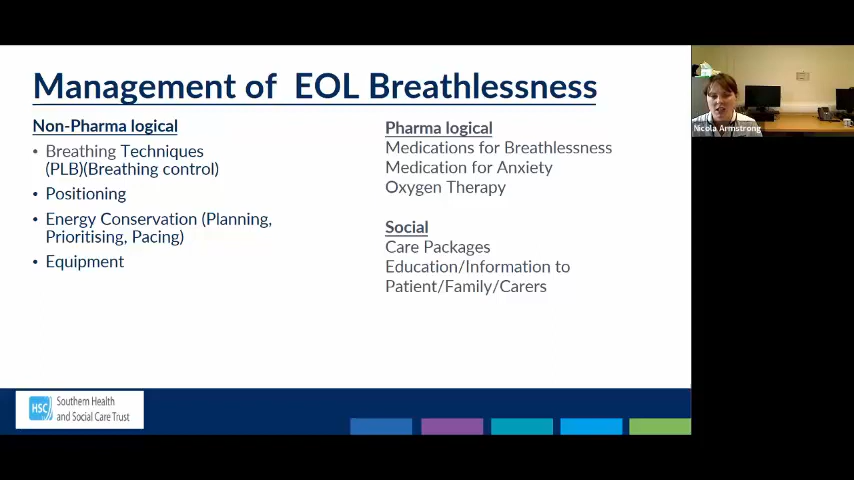 Management of EOL Breathlessness
Non-Pharma logical
• Breathing Techniques
(PLB)(Breathing control)
• Positioning
• Energy Conservation (Planning,
Prioritising, Pacing)
• Equipment
Pharma logical
Medications for Breathlessness
Medication for Anxiety
Oxygen Therapy
Social
Care Packages
Education/Information to
Patient/Family/Carers
Nicola Armstrong
HSC
Southern Health
and Social Care Trust